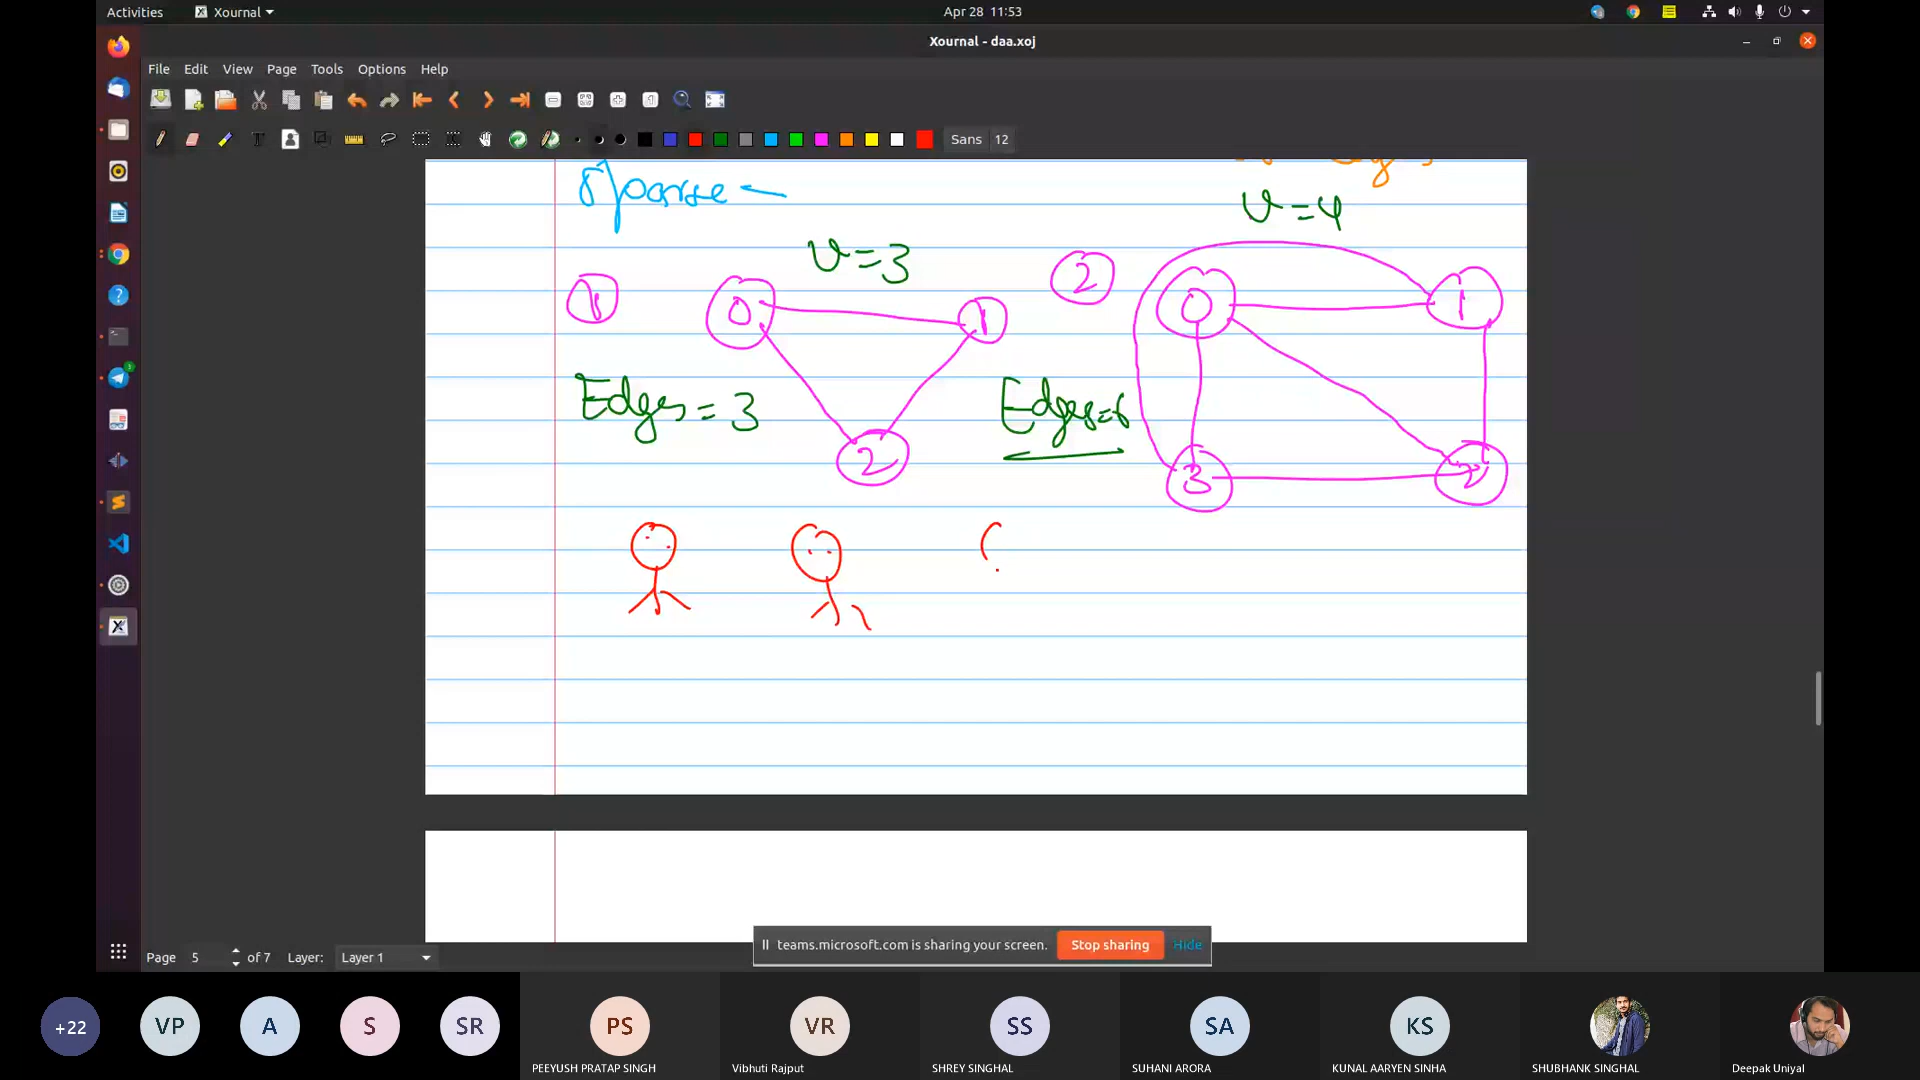 Activities
Xournal
Apr 28 11:53
Xournal - daa.xoj
File Edit View Page Tools Options Help
Sans 12
Sparse -
V=4
V=3
1
0
1
2
0
1
Edges = 3
Edges=6
2
3
2
teams.microsoft.com is sharing your screen.
Stop sharing
Hide
Page 5 of 7 Layer: Layer 1
+22
VP
A
S
SR
PS
VR
SS
SA
KS
PEEYUSH PRATAP SINGH
Vibhuti Rajput
SHREY SINGHAL
SUHANI ARORA
KUNAL AARYEN SINHA
SHUBHANK SINGHAL
Deepak Uniyal